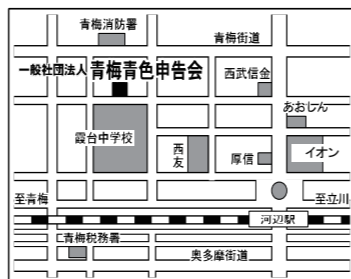 青梅消防署
青梅街道
一般社団法人 青梅青色申告会
西武信金
あおしん
霞台中学校
西友
厚信
イオン
至青梅
至立川
河辺駅
青梅税務署
奥多摩街道